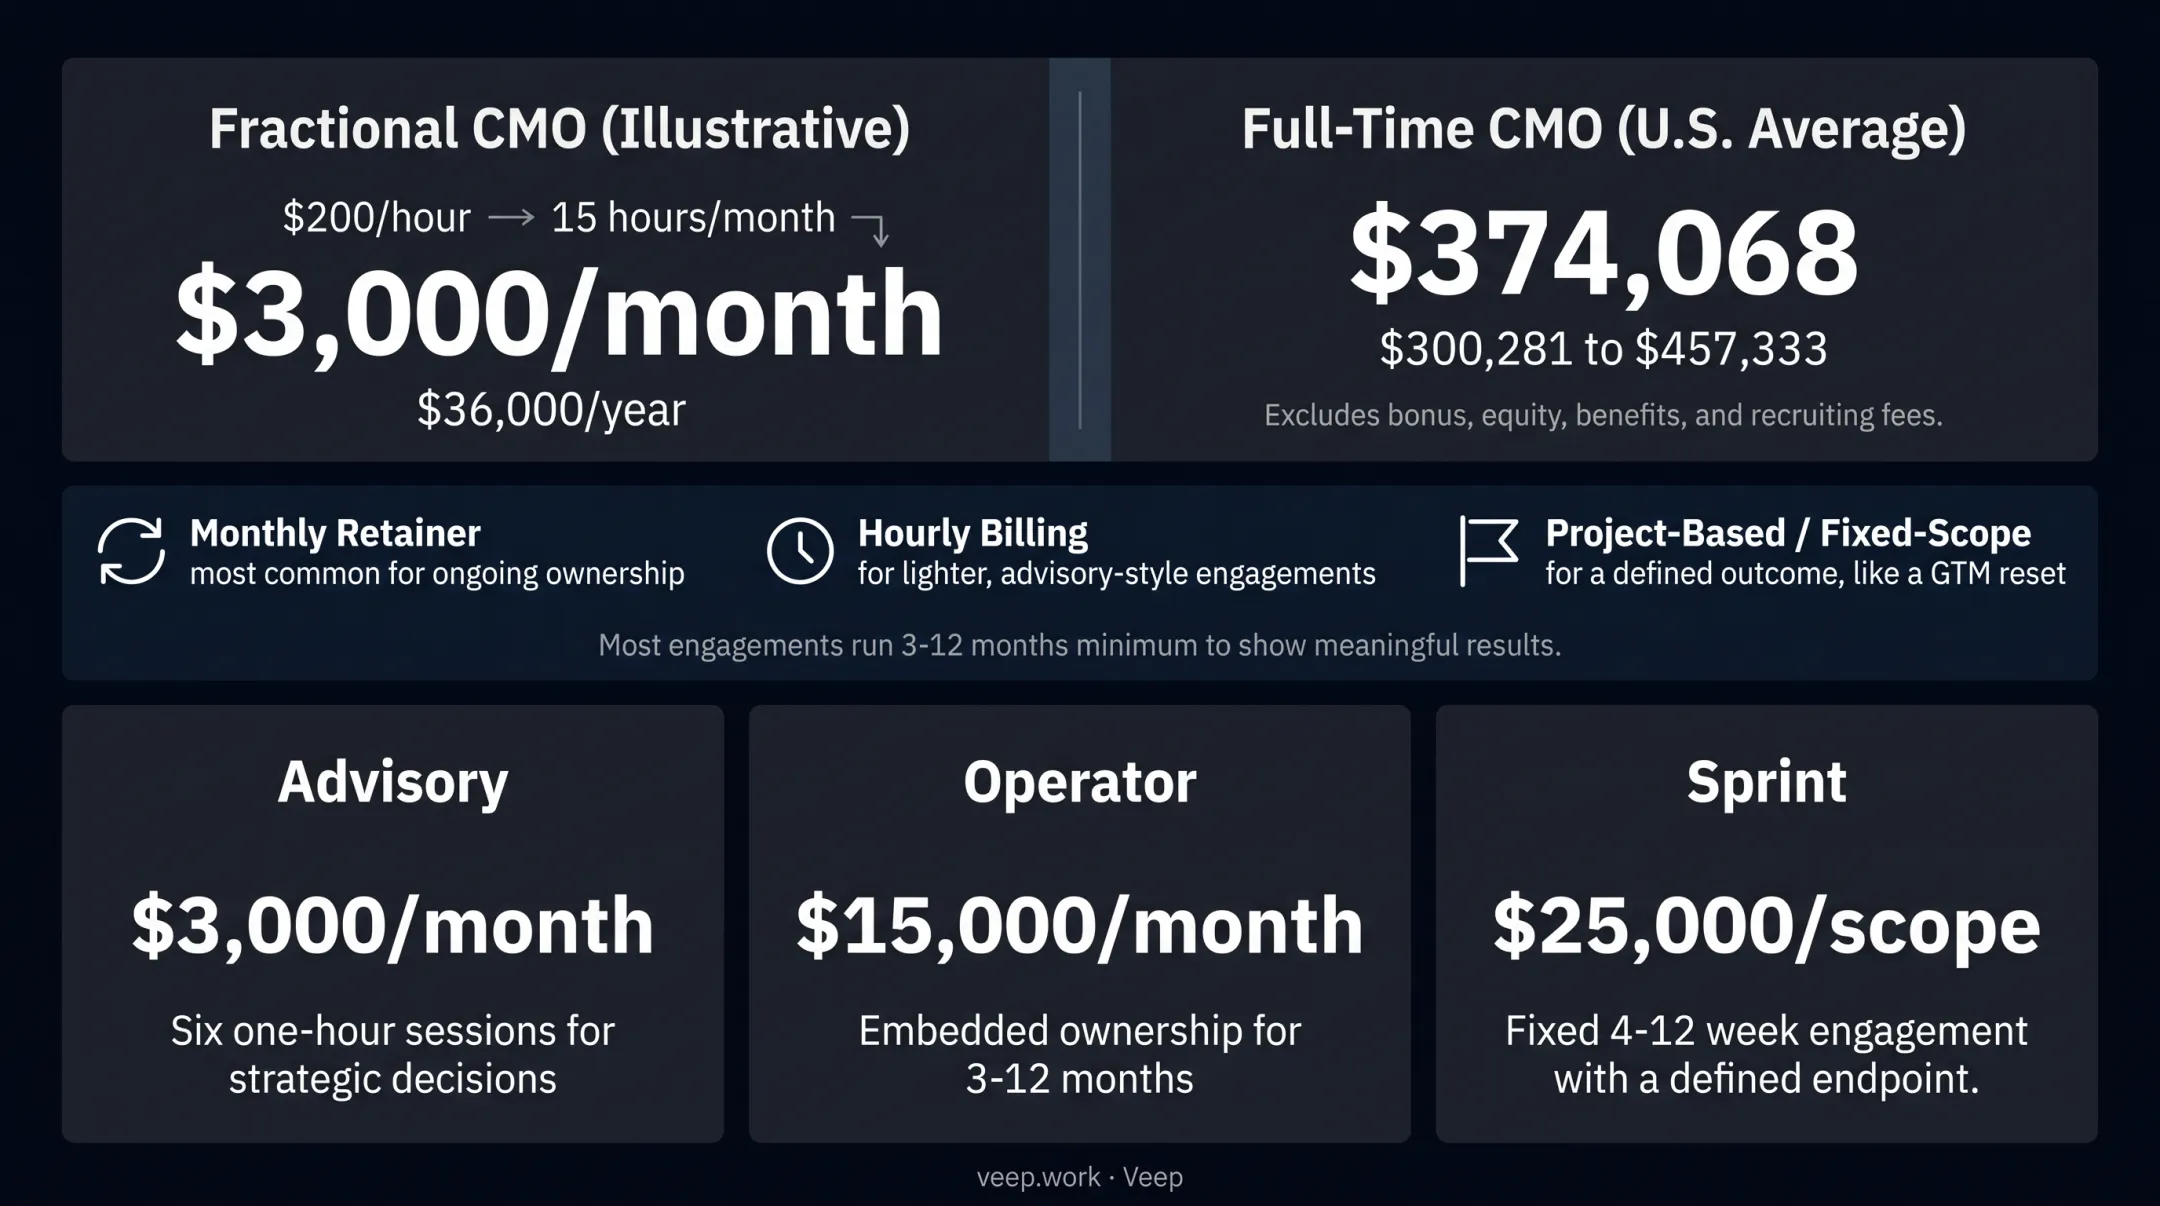 Fractional CMO (Illustrative)
$200/hour → 15 hours/month
$3,000/month
$36,000/year
Full-Time CMO (U.S. Average)
$374,068
$300,281 to $457,333
Excludes bonus, equity, benefits, and recruiting fees.
Monthly Retainer
most common for ongoing ownership
Hourly Billing
for lighter, advisory-style engagements
Project-Based / Fixed-Scope
for a defined outcome, like a GTM reset
Most engagements run 3-12 months minimum to show meaningful results.
Advisory
$3,000/month
Six one-hour sessions for
strategic decisions
Operator
$15,000/month
Embedded ownership for
3-12 months
Sprint
$25,000/scope
Fixed 4-12 week engagement
with a defined endpoint.
veep.work · Veep